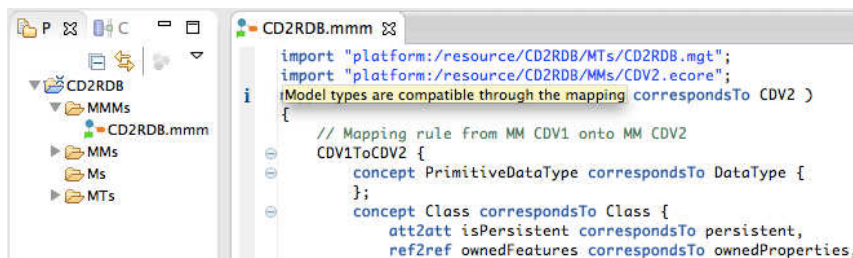 P
C
CD2RDB
MMMs
CD2RDB.mmm
MMs
Ms
MTs
CD2RDB.mmm
import "platform:/resource/CD2RDB/MTs/CD2RDB.mgt";
import "platform:/resource/CD2RDB/MMs/CDV2.ecore";
Model types are compatible through the mapping correspondsTo CDV2 )
{
// Mapping rule from MM CDV1 onto MM CDV2
CDV1ToCDV2 {
concept PrimitiveDataType correspondsTo DataType {
};
concept Class correspondsTo Class {
att2att isPersistent correspondsTo persistent,
ref2ref ownedFeatures correspondsTo ownedProperties,